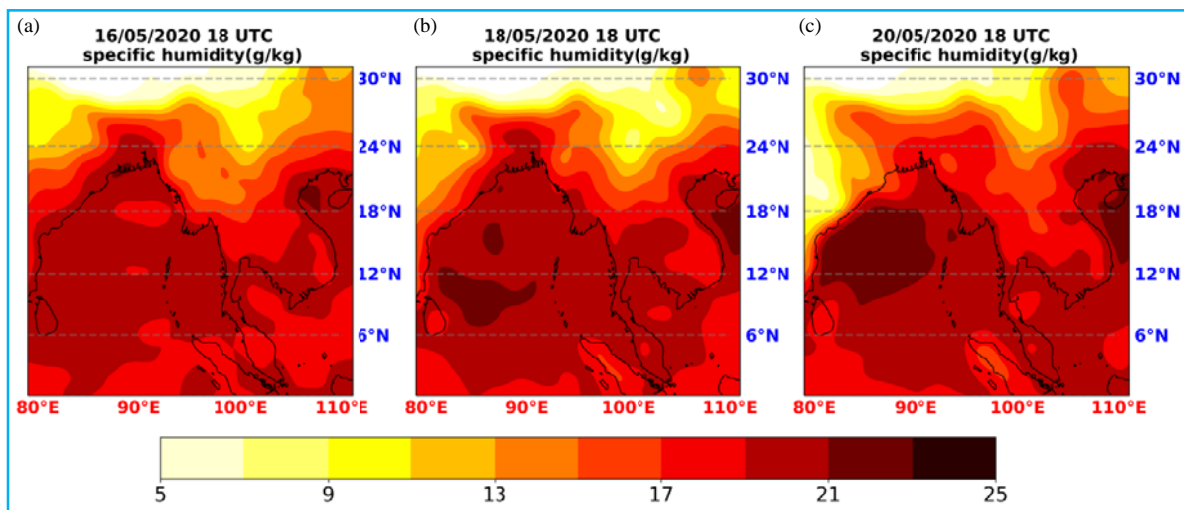 (a)
16/05/2020 18 UTC
specific humidity(g/kg)
(b)
18/05/2020 18 UTC
specific humidity(g/kg)
(c)
20/05/2020 18 UTC
specific humidity(g/kg)
30°N
24°N
18°N
12°N
6°N
30°N
24°N
18°N
12°N
6°N
30°N
24°N
18°N
12°N
6°N
80°E 90°E 100°E 110°E
80°E 90°E 100°E 110°E
80°E 90°E 100°E 110°E
5 9 13 17 21 25